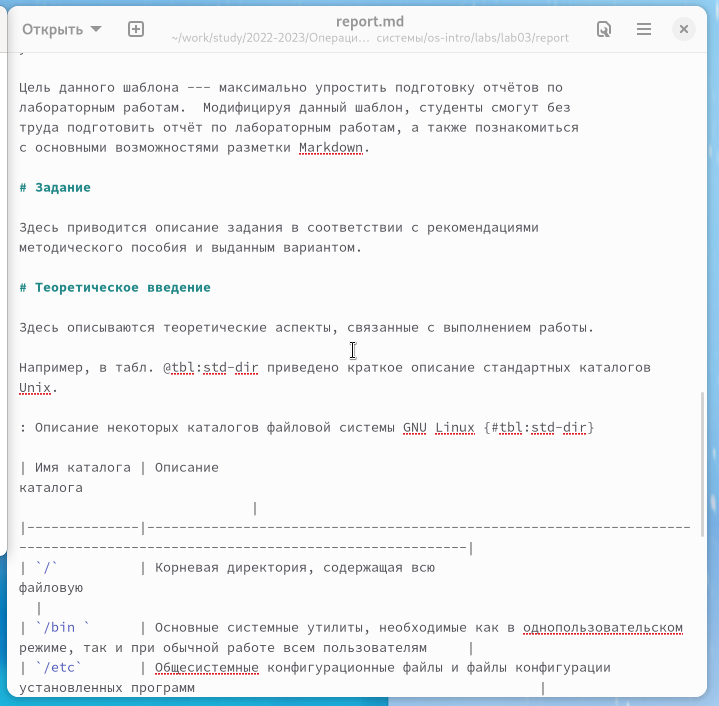 report.md
Открыть
~/work/study/2022-2023/Операци… системы/os-intro/labs/lab03/report
Цель данного шаблона --- максимально упростить подготовку отчётов по
лабораторным работам.  Модифицируя данный шаблон, студенты смогут без
труда подготовить отчёт по лабораторным работам, а также познакомиться
с основными возможностями разметки Markdown.
# Задание
Здесь приводится описание задания в соответствии с рекомендациями
методического пособия и выданным вариантом.
# Теоретическое введение
Здесь описываются теоретические аспекты, связанные с выполнением работы.
Например, в табл. @tbl:std-dir приведено краткое описание стандартных каталогов
Unix.
: Описание некоторых каталогов файловой системы GNU Linux {#tbl:std-dir}
| Имя каталога | Описание
каталога
|
|--------------|--------------------------------------------------------------------
--------------------------------------------------------|
| `/`          | Корневая директория, содержащая всю
файловую
|
| `/bin `      | Основные системные утилиты, необходимые как в однопользовательском
режиме, так и при обычной работе всем пользователям     |
| `/etc`       | Общесистемные конфигурационные файлы и файлы конфигурации
установленных программ                                           |